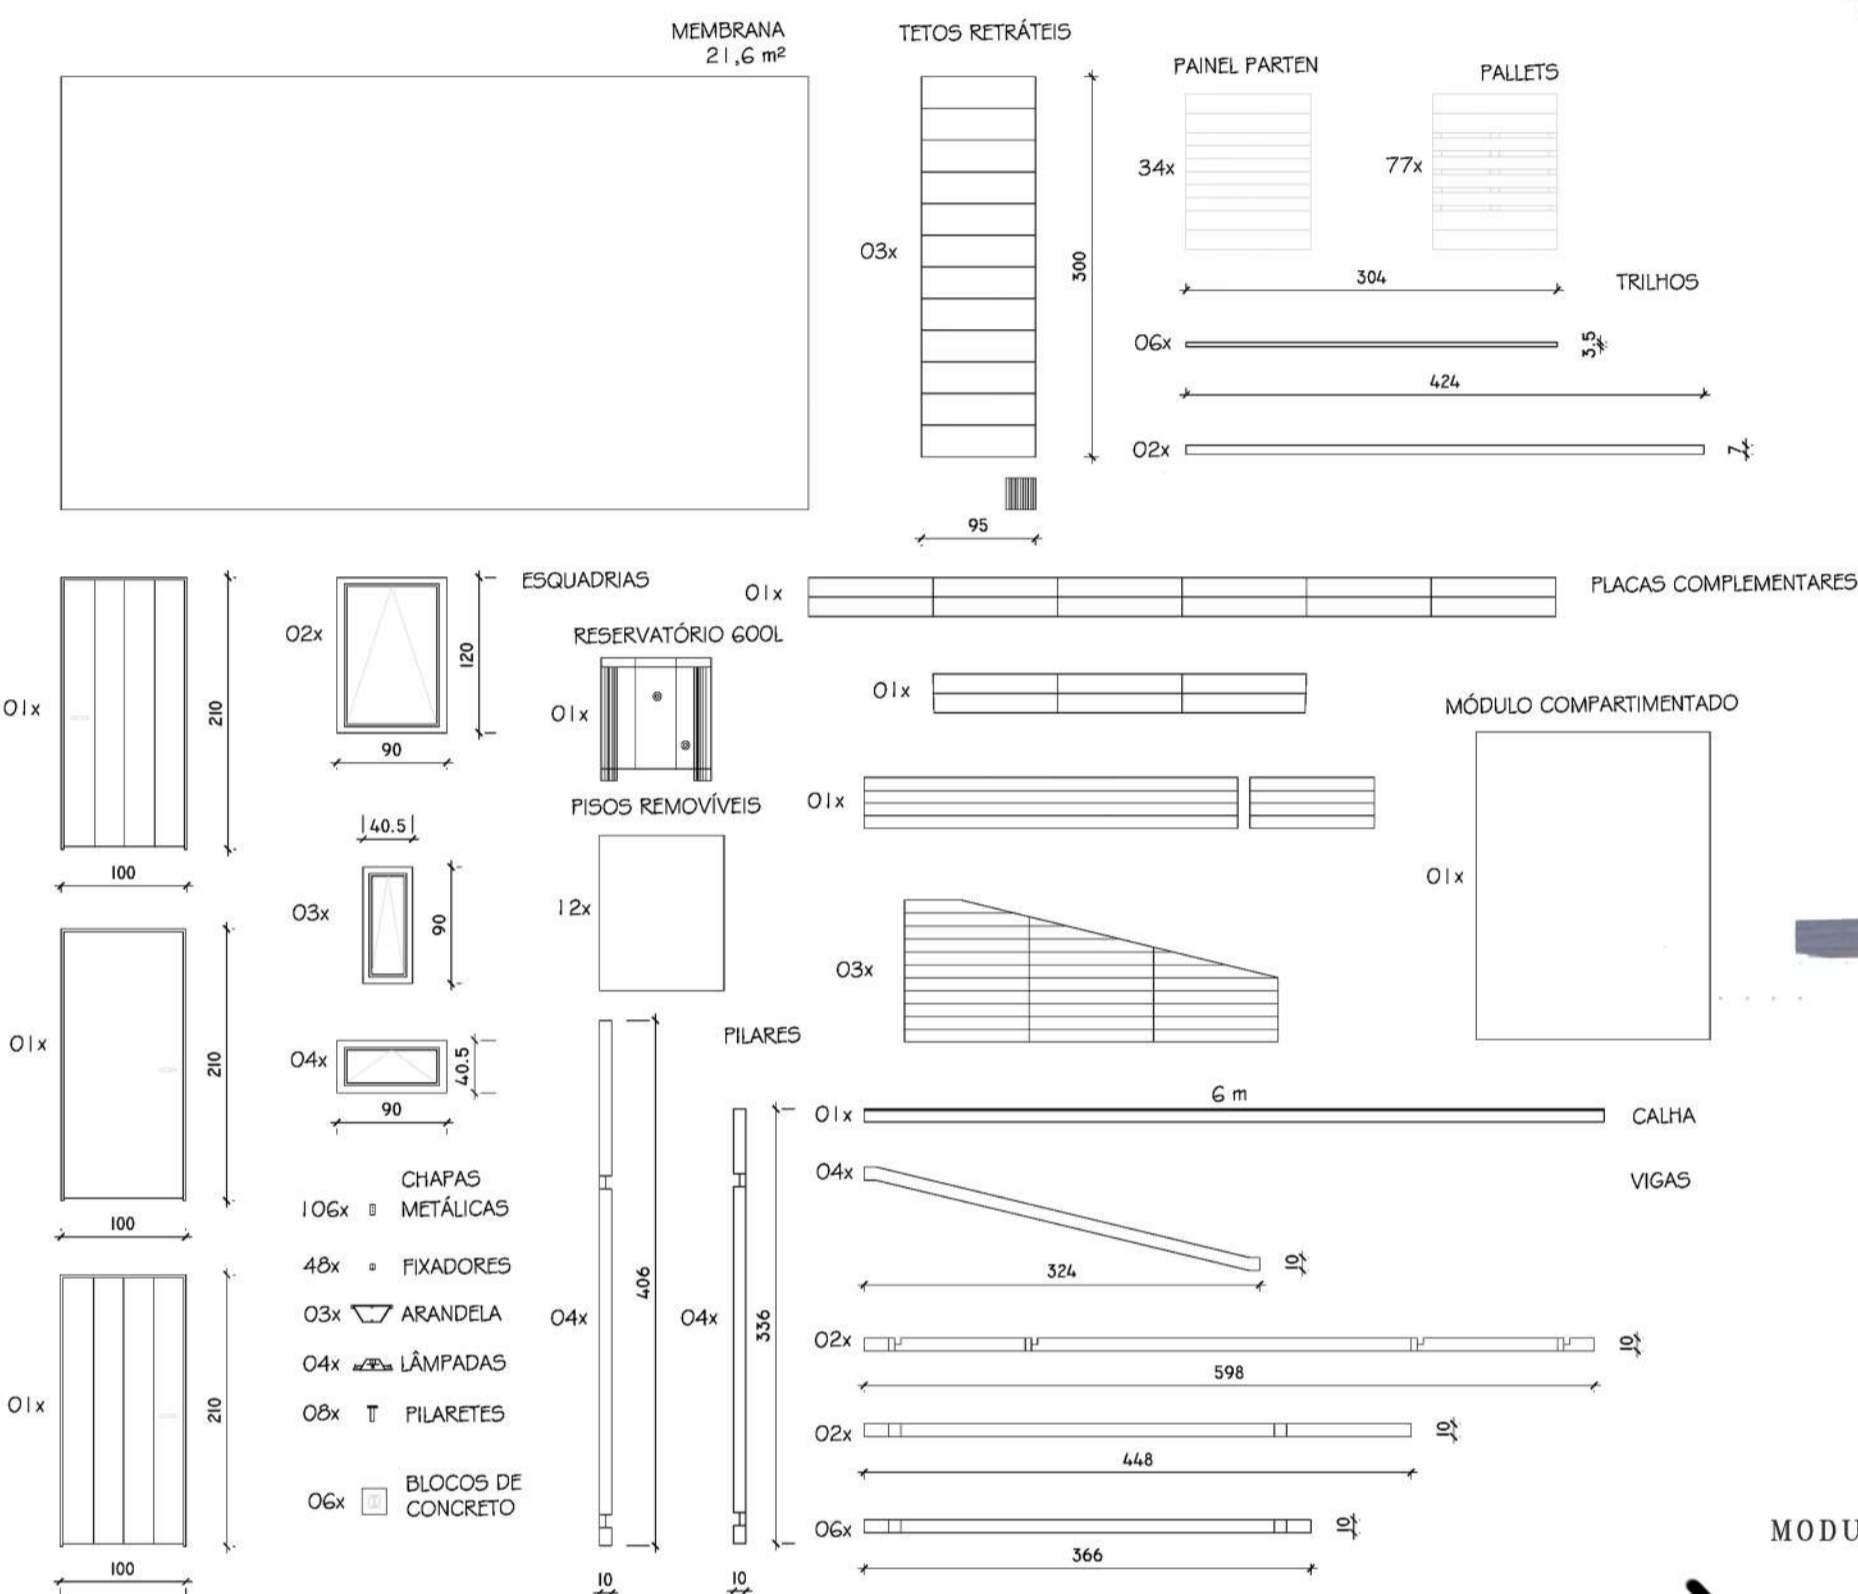 MEMBRANA
21,6 m²
TETOS RETRÁTEIS
03x
300
95
PAINEL PARTEN
34x
PALLETS
77x
304
TRILHOS
06x
3.5
424
02x
7
01x
210
100
02x
ESQUADRIAS
120
90
RESERVATÓRIO 600L
01x
01x
PLACAS COMPLEMENTARES
01x
01x
03x
MÓDULO COMPARTIMENTADO
01x
40.5
03x
90
PISOS REMOVÍVEIS
12x
01x
210
100
04x
40.5
90
PILARES
04x
406
10
04x
336
10
6 m
01x
CALHA
04x
VIGAS
324
10
02x
10
598
02x
10
448
06x
10
366
01x
210
100
CHAPAS
106x METÁLICAS
48x FIXADORES
03x ARANDELA
04x LÂMPADAS
08x PILARETES
06x BLOCOS DE
CONCRETO
MODU